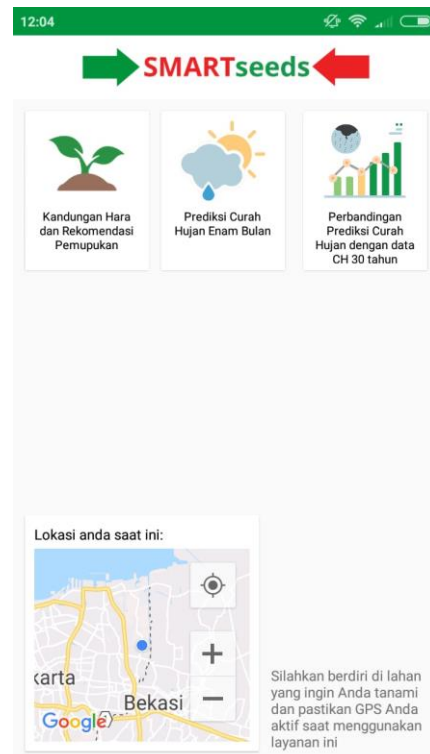 12:04
SMARTseeds
Kandungan Hara
dan Rekomendasi
Pemupukan
Prediksi Curah
Hujan Enam Bulan
Perbandingan
Prediksi Curah
Hujan dengan data
CH 30 tahun
Lokasi anda saat ini:
karta
Bekasi
Google
Silahkan berdiri di lahan
yang ingin Anda tanami
dan pastikan GPS Anda
aktif saat menggunakan
layanan ini